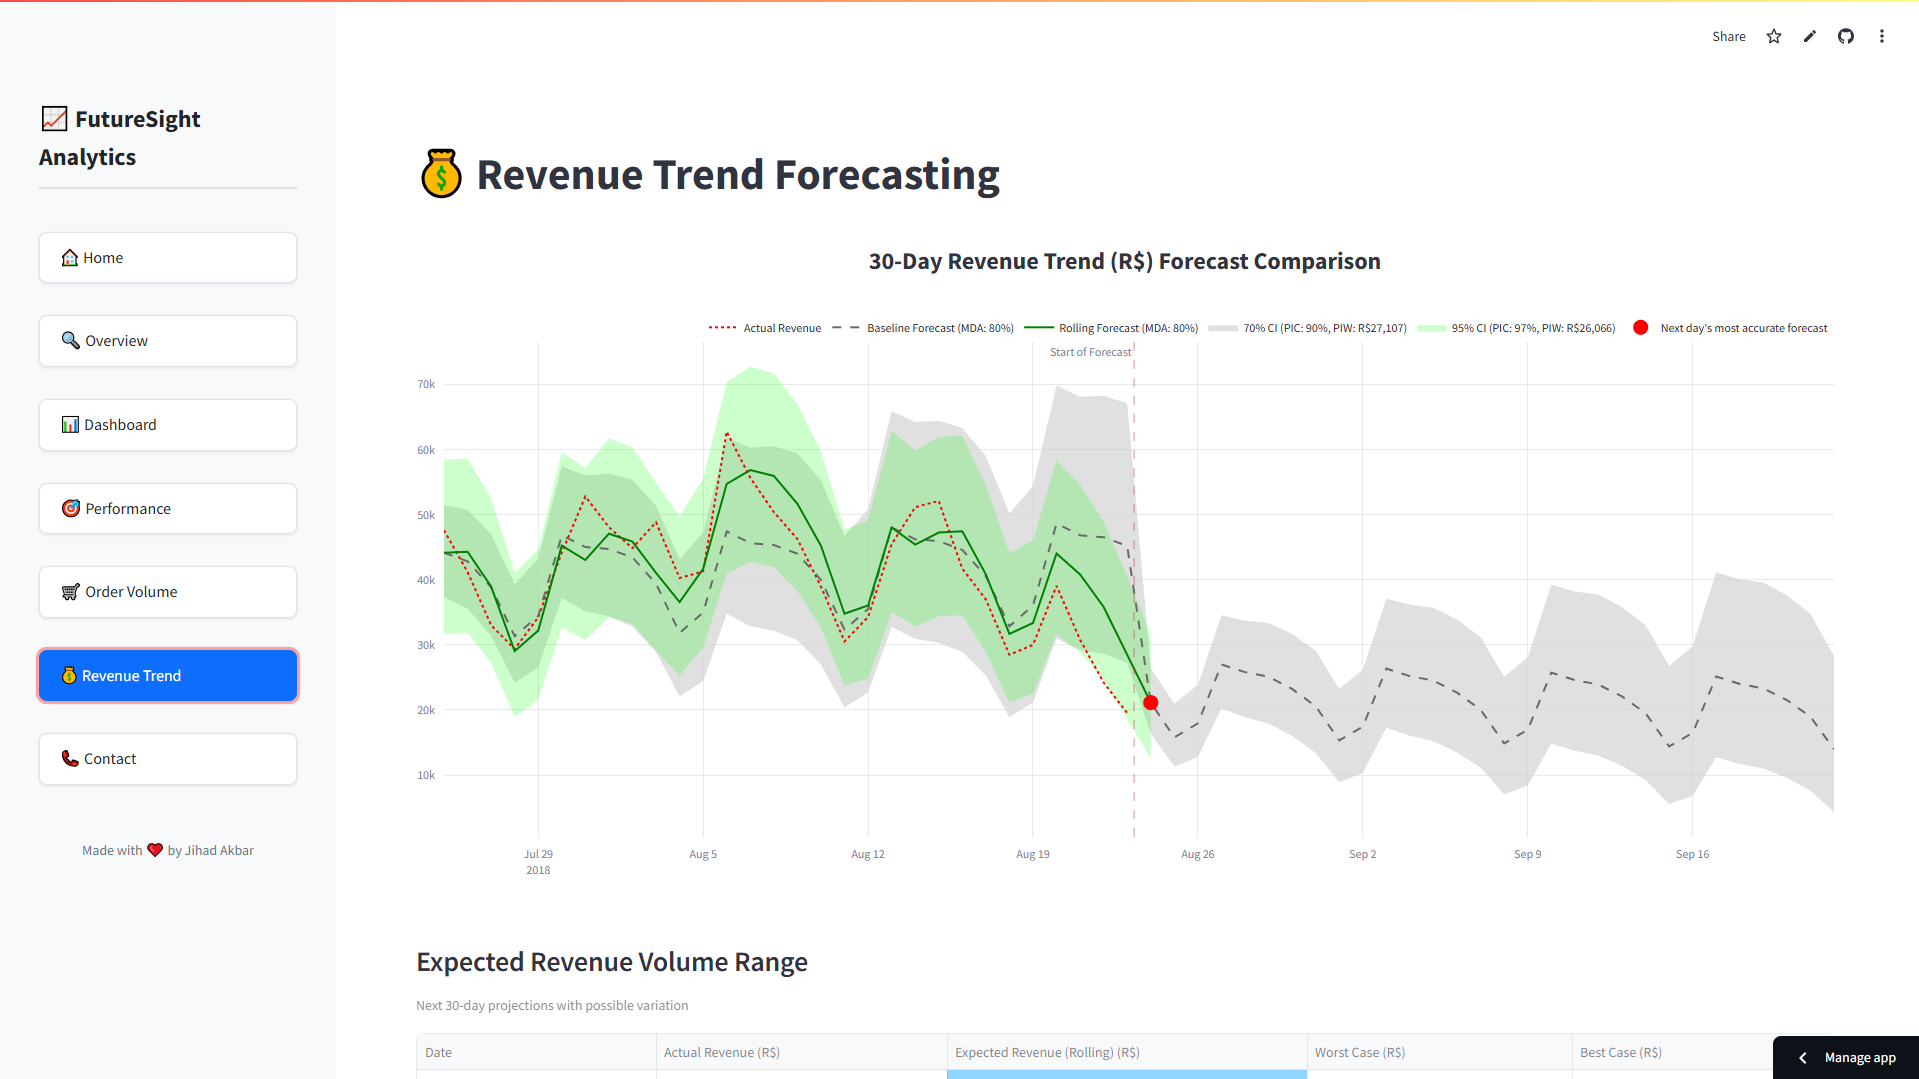 Share
FutureSight
Analytics
Home
Overview
Dashboard
Performance
Order Volume
Revenue Trend
Contact
Made with ❤️ by Jihad Akbar
Revenue Trend Forecasting
30-Day Revenue Trend (R$) Forecast Comparison
Actual Revenue
Baseline Forecast (MDA: 80%)
Rolling Forecast (MDA: 80%)
70% CI (PIC: 90%, PIW: R$27,107)
95% CI (PIC: 97%, PIW: R$26,066)
Next day's most accurate forecast
Start of Forecast
70k
60k
50k
40k
30k
20k
10k
Jul 29
2018
Aug 5
Aug 12
Aug 19
Aug 26
Sep 2
Sep 9
Sep 16
Expected Revenue Volume Range
Next 30-day projections with possible variation
Date
Actual Revenue (R$)
Expected Revenue (Rolling) (R$)
Worst Case (R$)
Best Case (R$)
Manage app